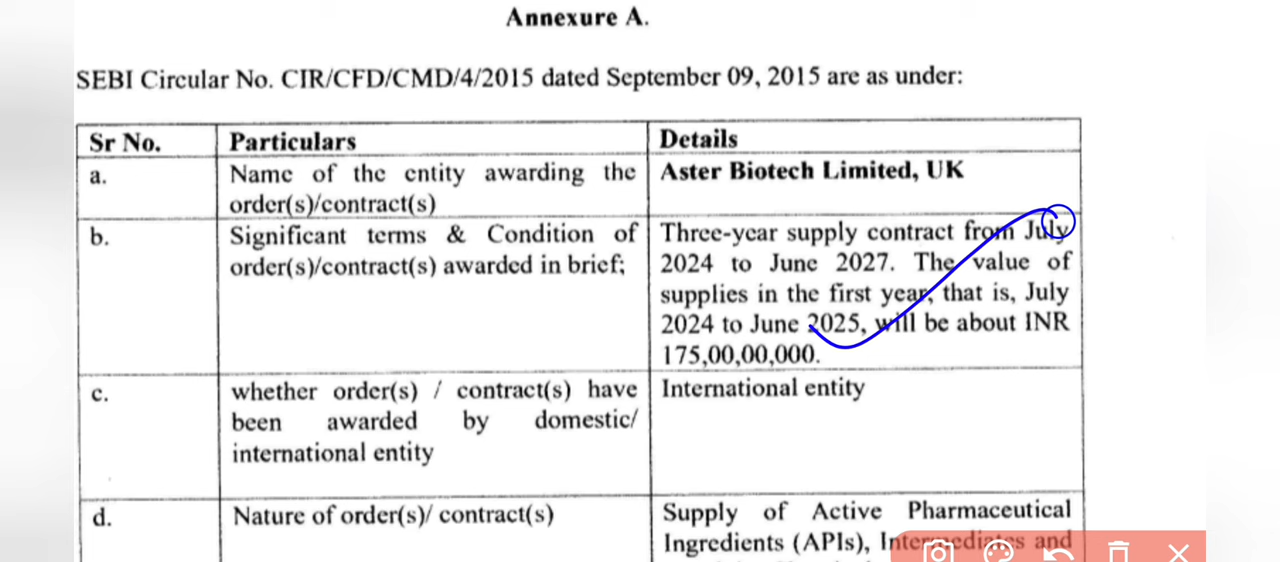 Annexure A.
SEBI Circular No. CIR/CFD/CMD/4/2015 dated September 09, 2015 are as under:
Sr No.
Particulars
Details
a.
Name of the entity awarding the
order(s)/contract(s)
Aster Biotech Limited, UK
b.
Significant terms & Condition of
order(s)/contract(s) awarded in brief;
Three-year supply contract from July
2024 to June 2027. The value of
supplies in the first year, that is, July
2024 to June 2025, will be about INR
175,00,00,000.
c.
whether order(s) / contract(s) have
been awarded by domestic/
international entity
International entity
d.
Nature of order(s)/ contract(s)
Supply of Active Pharmaceutical
Ingredients (APIs), Intermediates and